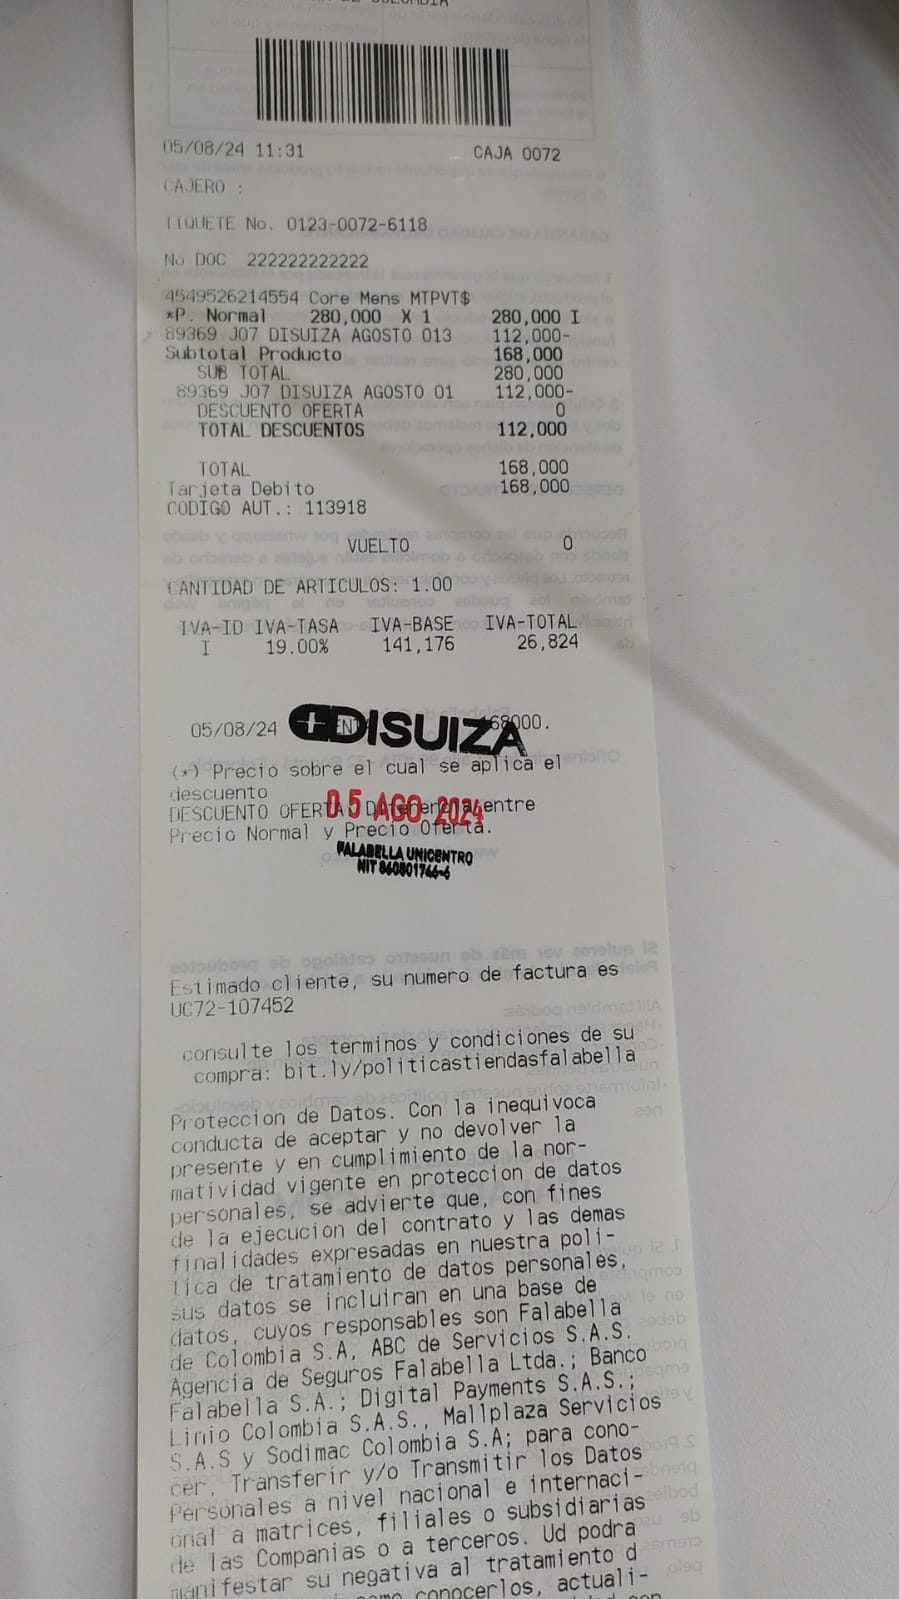 05/08/24 11:31 CAJA 0072
CAJERO :
TIQUETE No. 0123-0072-6118
No DOC 222222222222
4549526214554 Core Mens MTPVT$
*P. Normal 280,000 X 1 280,000 I
89369 J07 DISUIZA AGOSTO 013 112,000-
Subtotal Producto 168,000
SUB TOTAL 280,000
89369 J07 DISUIZA AGOSTO 01 112,000-
DESCUENTO OFERTA 0
TOTAL DESCUENTOS 112,000
TOTAL 168,000
Tarjeta Debito 168,000
CODIGO AUT.: 113918
VUELTO 0
CANTIDAD DE ARTICULOS: 1.00
IVA-ID IVA-TASA IVA-BASE IVA-TOTAL
I 19.00% 141,176 26,824
05/08/24 168000.
+DISUIZA
(*) Precio sobre el cual se aplica el
descuento
DESCUENTO OFERTA: Diferencia entre
05 AGO 2024
Precio Normal y Precio Oferta.
FALABELLA UNICENTRO
NIT 860801746-6
Estimado cliente, su numero de factura es
UC72-107452
consulte los terminos y condiciones de su
compra: bit.ly/politicastiendasfalabella
Proteccion de Datos. Con la inequivoca
conducta de aceptar y no devolver la
presente y en cumplimiento de la nor-
matividad vigente en proteccion de datos
personales, se advierte que, con fines
de la ejecucion del contrato y las demas
finalidades expresadas en nuestra poli-
tica de tratamiento de datos personales,
sus datos se incluiran en una base de
datos, cuyos responsables son Falabella
de Colombia S.A, ABC de Servicios S.A.S.
Agencia de Seguros Falabella Ltda.; Banco
Falabella S.A.; Digital Payments S.A.S.;
Linio Colombia S.A.S., Mallplaza Servicios
S.A.S y Sodimac Colombia S.A; para cono-
cer, Transferir y/o Transmitir los Datos
Personales a nivel nacional e internaci-
onal a matrices, filiales o subsidiarias
de las Companias o a terceros. Ud podra
manifestar su negativa al tratamiento d
como conocerlos, actuali-